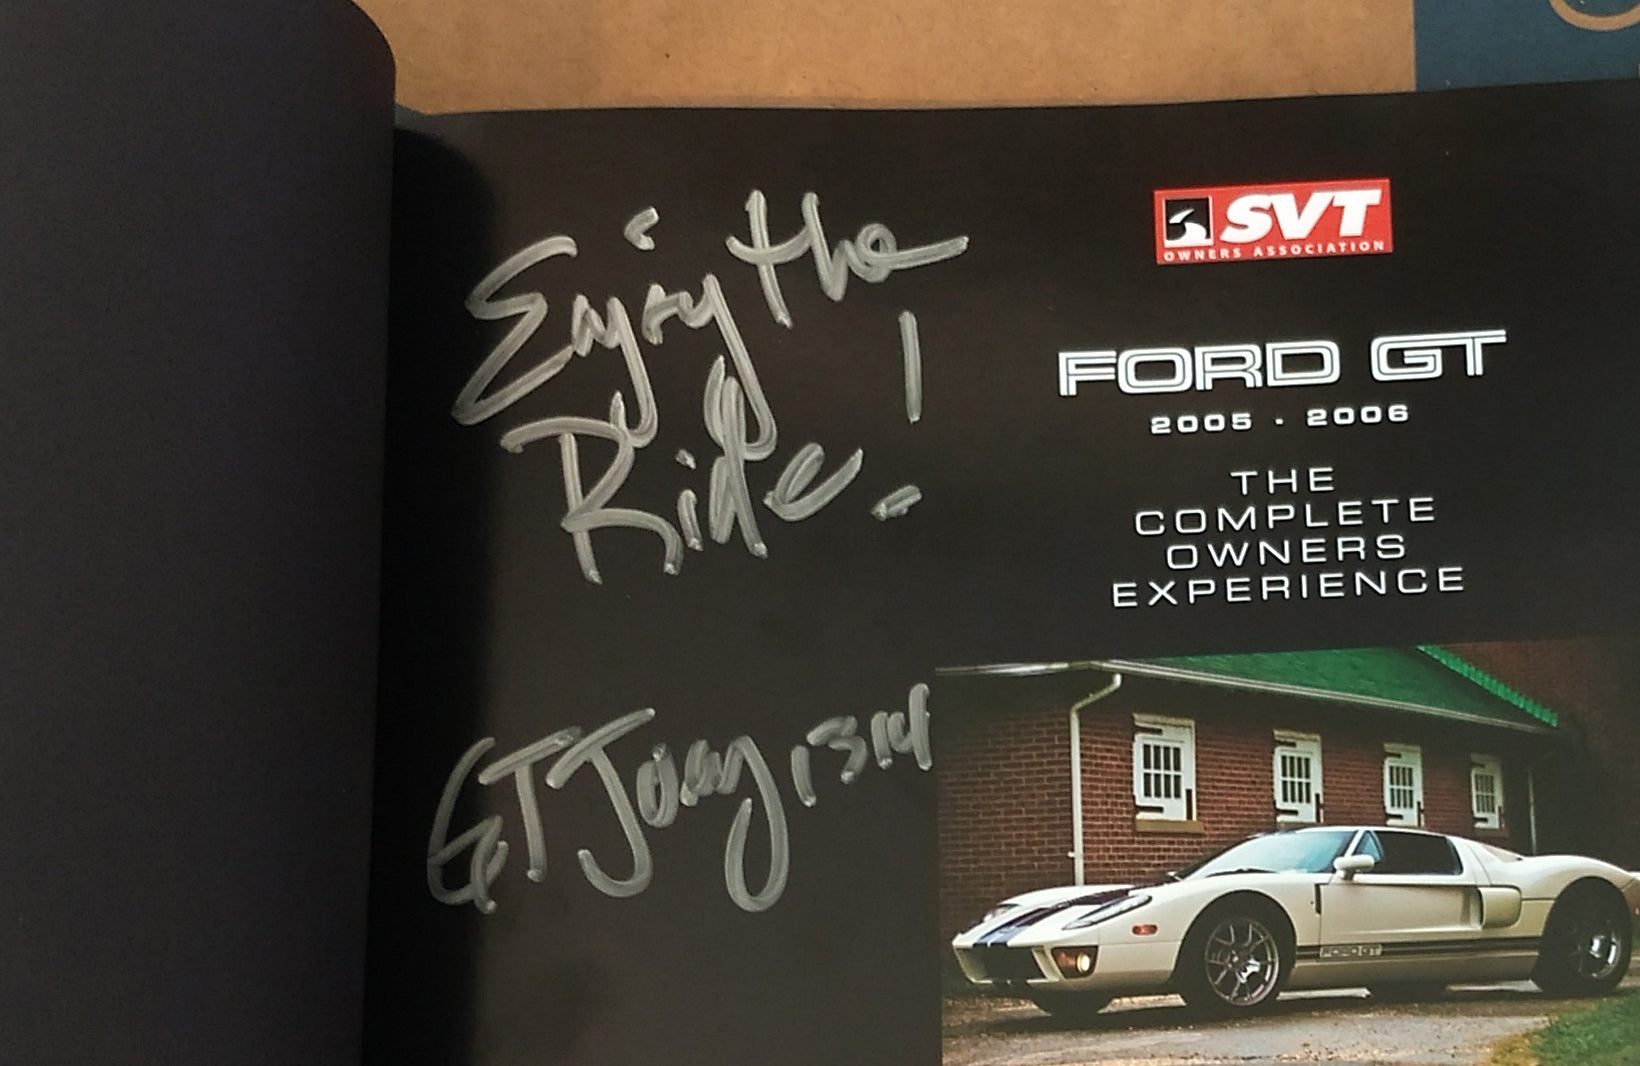 Enjoy the
Ride!
GT Joey 1314
SVT
OWNERS ASSOCIATION
FORD GT
2005 - 2006
THE
COMPLETE
OWNERS
EXPERIENCE
FORD GT